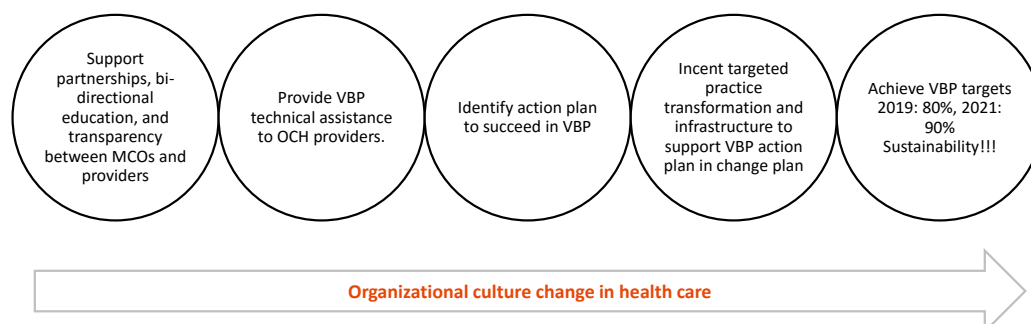 Support
partnerships, bi-
directional
education, and
transparency
between MCOs and
providers
Provide VBP
technical assistance
to OCH providers.
Identify action plan
to succeed in VBP
Incent targeted
practice
transformation and
infrastructure to
support VBP action
plan in change plan
Achieve VBP targets
2019: 80%, 2021:
90%
Sustainability!!!
Organizational culture change in health care